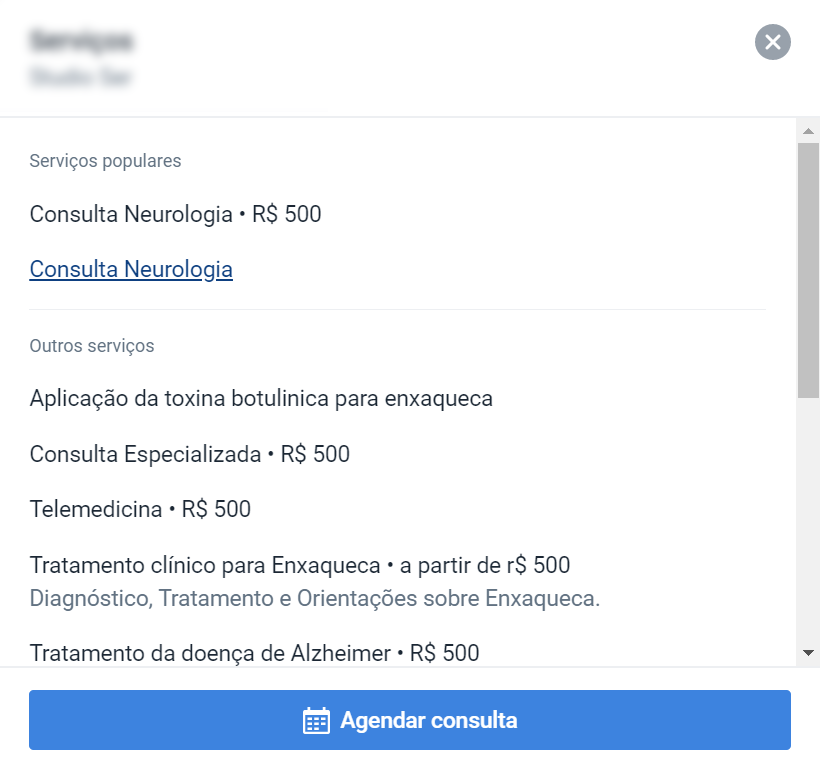 Serviços
Studio Ser
Serviços populares
Consulta Neurologia • R$ 500
Consulta Neurologia
Outros serviços
Aplicação da toxina botulinica para enxaqueca
Consulta Especializada • R$ 500
Telemedicina • R$ 500
Tratamento clínico para Enxaqueca • a partir de r$ 500
Diagnóstico, Tratamento e Orientações sobre Enxaqueca.
Tratamento da doença de Alzheimer • R$ 500
Agendar consulta